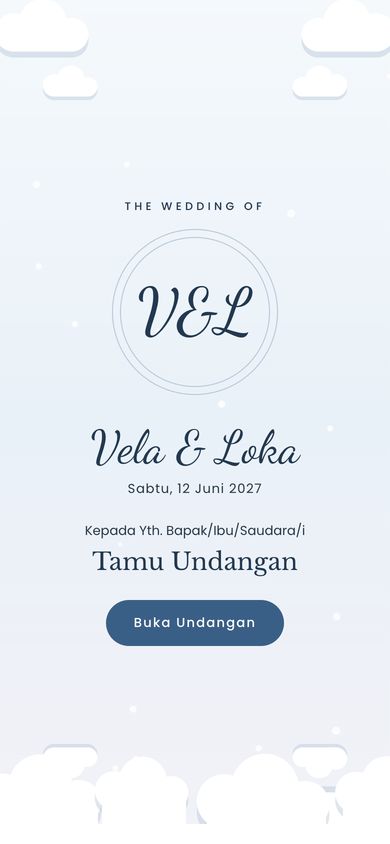 THE WEDDING OF
V&L
Vela & Loka
Sabtu, 12 Juni 2027
Kepada Yth. Bapak/Ibu/Saudara/i
Tamu Undangan
Buka Undangan